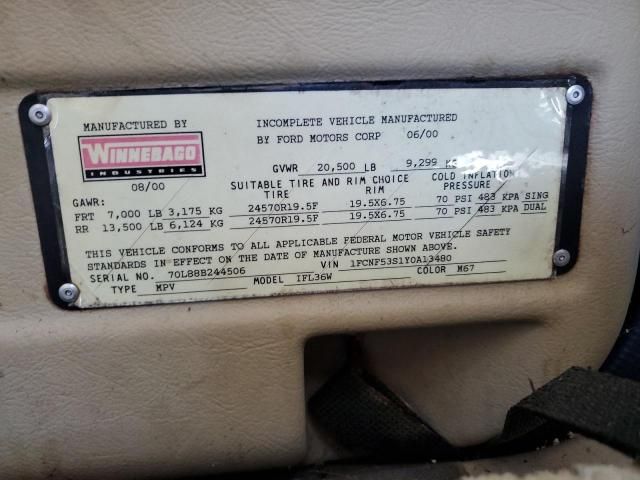 MANUFACTURED BY
WINNEBAGO
INDUSTRIES
08/00
INCOMPLETE VEHICLE MANUFACTURED
BY FORD MOTORS CORP 06/00
GVWR 20,500 LB 9,299 KG
SUITABLE TIRE AND RIM CHOICE COLD INFLATION
GAWR: TIRE RIM PRESSURE
FRT 7,000 LB 3,175 KG 24570R19.5F 19.5X6.75 70 PSI 483 KPA SING
RR 13,500 LB 6,124 KG 24570R19.5F 19.5X6.75 70 PSI 483 KPA DUAL
THIS VEHICLE CONFORMS TO ALL APPLICABLE FEDERAL MOTOR VEHICLE SAFETY
STANDARDS IN EFFECT ON THE DATE OF MANUFACTURE SHOWN ABOVE.
SERIAL NO. 70L88B244506 VIN 1FCNF53S1Y0A13480
TYPE MPV MODEL IFL36W COLOR M67